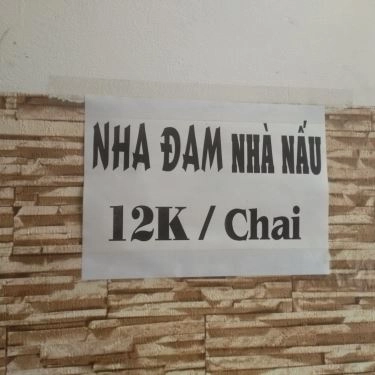 NHA ĐAM NHÀ NẤU
12K / Chai